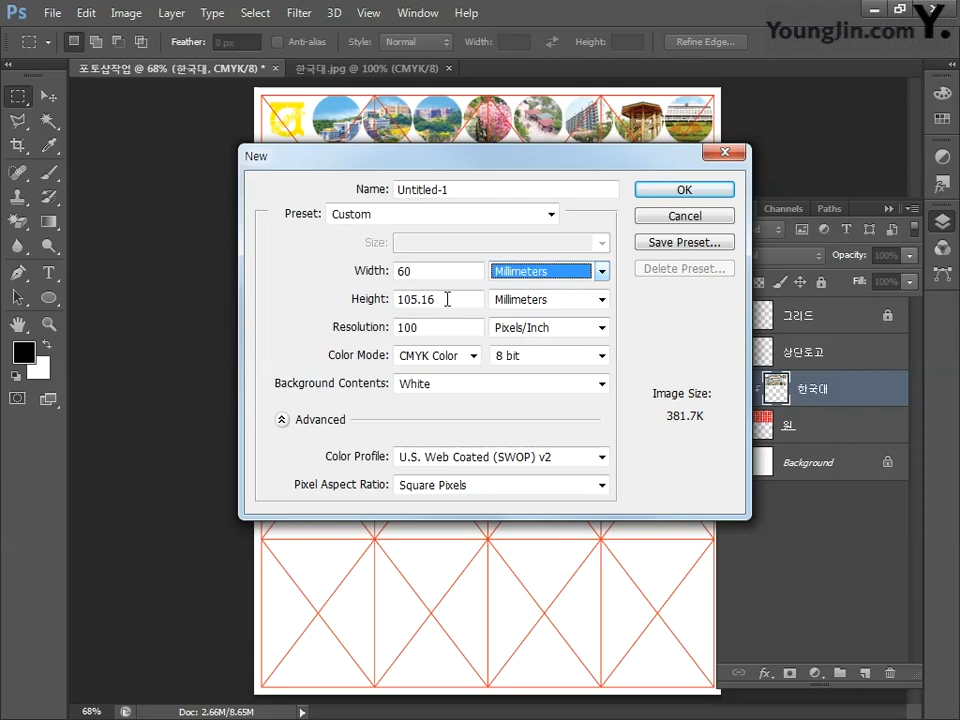 Ps File Edit Image Layer Type Select Filter 3D View Window Help
Feather: 0 px Anti-alias Style: Normal Width: Height: Refine Edge...
YoungJin.com Y.
포토샵작업 @ 68% (한국대, CMYK/8) * × 한국대.jpg @ 100% (CMYK/8) ×
New
Name: Untitled-1 OK
Preset: Custom Cancel
Size: Save Preset...
Width: 60 Millimeters Delete Preset...
Height: 105.16 Millimeters
Resolution: 100 Pixels/Inch
Color Mode: CMYK Color 8 bit
Background Contents: White
Image Size:
381.7K
Advanced
Color Profile: U.S. Web Coated (SWOP) v2
Pixel Aspect Ratio: Square Pixels
Channels Paths
Opacity: 100%
Fill: 100%
그리드
상단로고
한국대
원
Background
68% Doc: 2.66M/8.65M